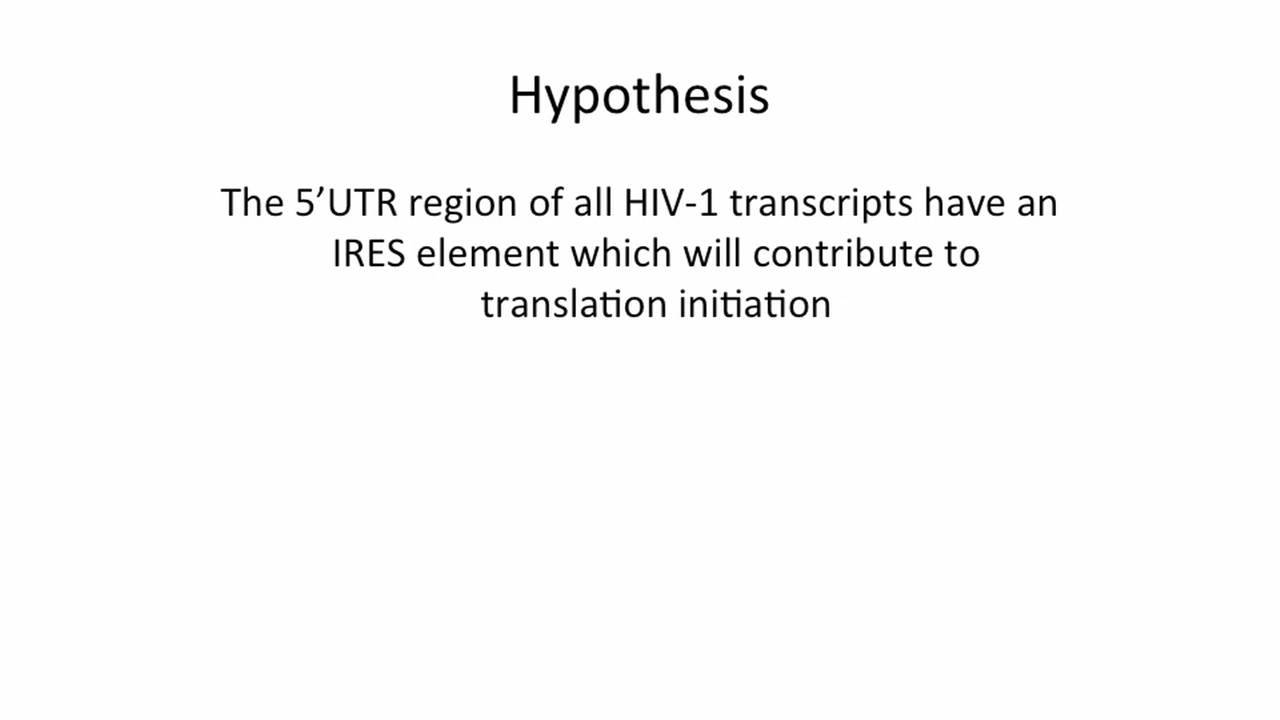 Hypothesis
The 5’UTR region of all HIV-1 transcripts have an
IRES element which will contribute to
translation initiation